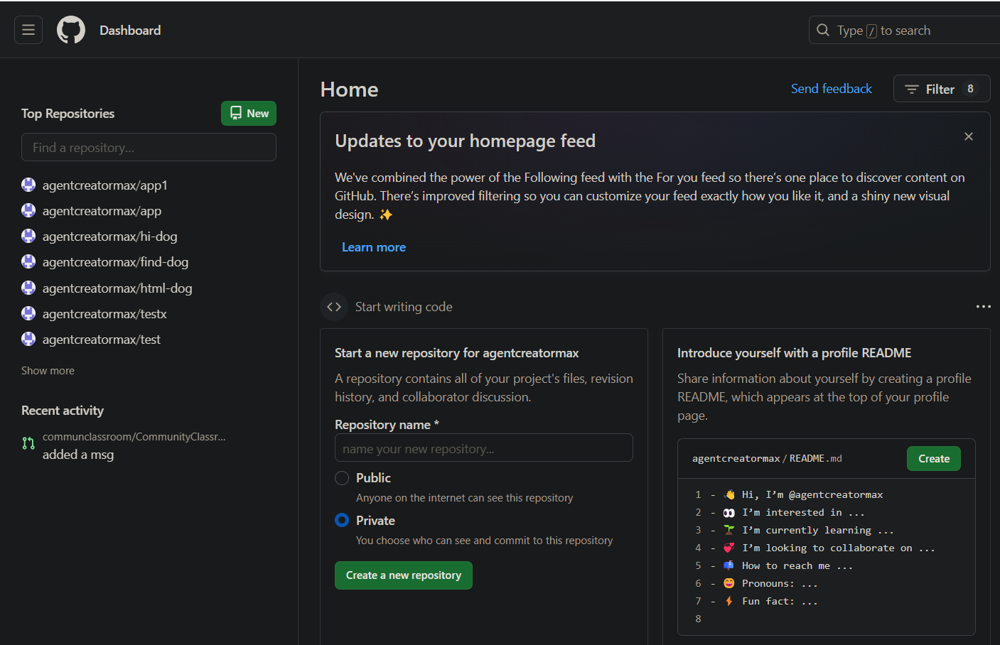 Dashboard
Type / to search
Top Repositories
New
Find a repository...
agentcreatormax/app1
agentcreatormax/app
agentcreatormax/hi-dog
agentcreatormax/find-dog
agentcreatormax/html-dog
agentcreatormax/testx
agentcreatormax/test
Show more
Recent activity
communclassroom/CommunityClassr...
added a msg
Home
Send feedback
Filter 8
Updates to your homepage feed
We've combined the power of the Following feed with the For you feed so there’s one place to discover content on
GitHub. There’s improved filtering so you can customize your feed exactly how you like it, and a shiny new visual
design. ✨
Learn more
Start writing code
Start a new repository for agentcreatormax
A repository contains all of your project's files, revision
history, and collaborator discussion.
Repository name *
name your new repository...
Public
Anyone on the internet can see this repository
Private
You choose who can see and commit to this repository
Create a new repository
Introduce yourself with a profile README
Share information about yourself by creating a profile
README, which appears at the top of your profile
page.
agentcreatormax / README.md
Create
1 - 👋 Hi, I’m @agentcreatormax
2 - 👀 I’m interested in ...
3 - 🌱 I’m currently learning ...
4 - 💞️ I’m looking to collaborate on ...
5 - 📫 How to reach me ...
6 - 😄 Pronouns: ...
7 - ⚡ Fun fact: ...
8